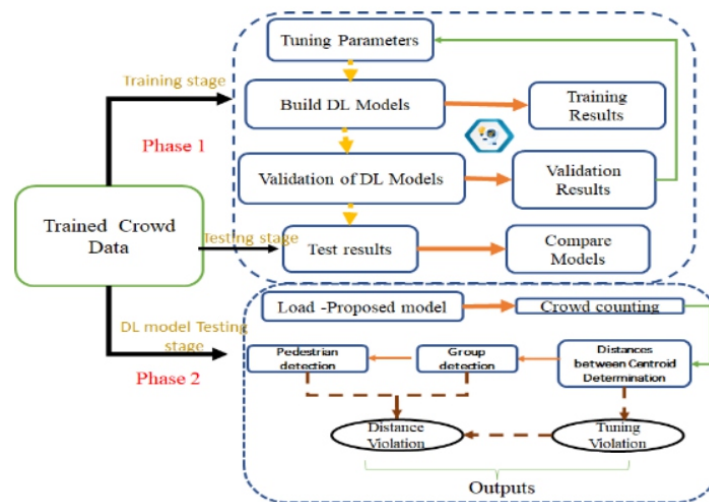 Tuning Parameters
Training stage
Build DL Models
Training
Results
Phase 1
Validation of DL Models
Validation
Results
Trained Crowd
Data
Testing stage
Test results
Compare
Models
Load -Proposed model
Crowd counting
DL model Testing
stage
Phase 2
Pedestrian
detection
Group
detection
Distances
between Centroid
Determination
Distance
Violation
Tuning
Violation
Outputs